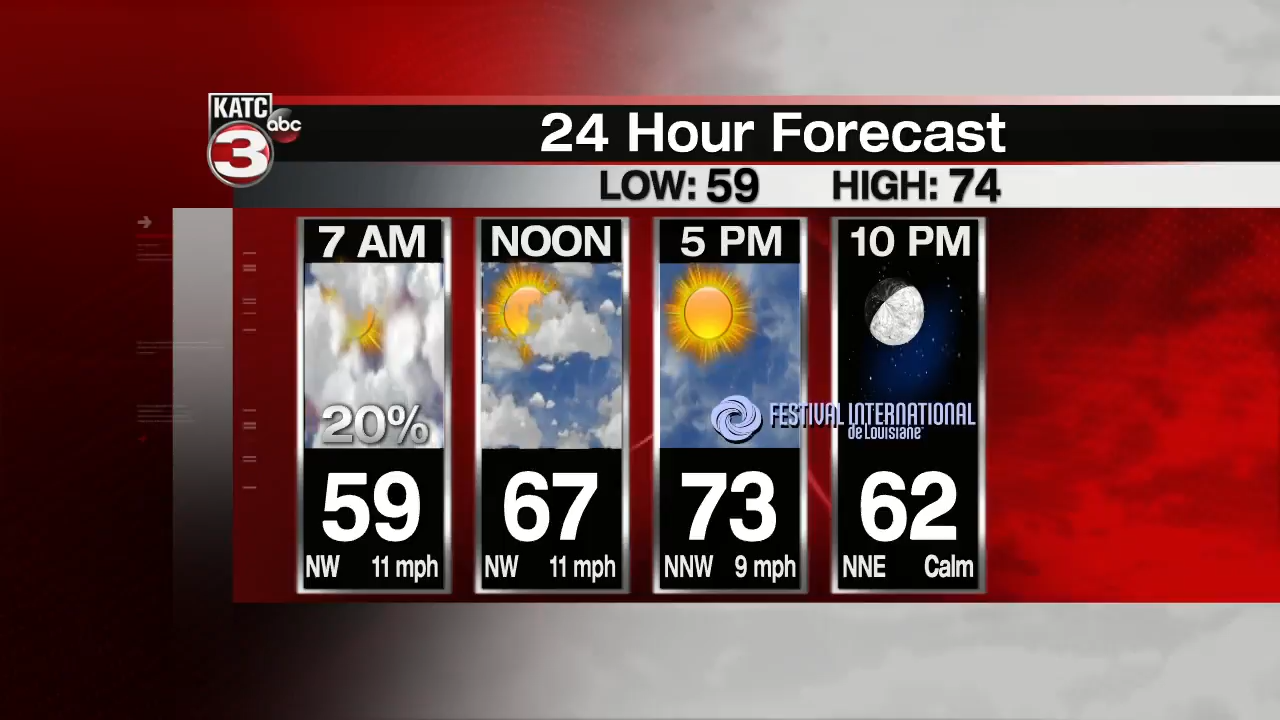 KATC
abc
3
24 Hour Forecast
LOW: 59 HIGH: 74
7 AM NOON 5 PM 10 PM
20%
FESTIVAL INTERNATIONAL
de Louisiane
59 67 73 62
NW 11 mph NW 11 mph NNW 9 mph NNE Calm